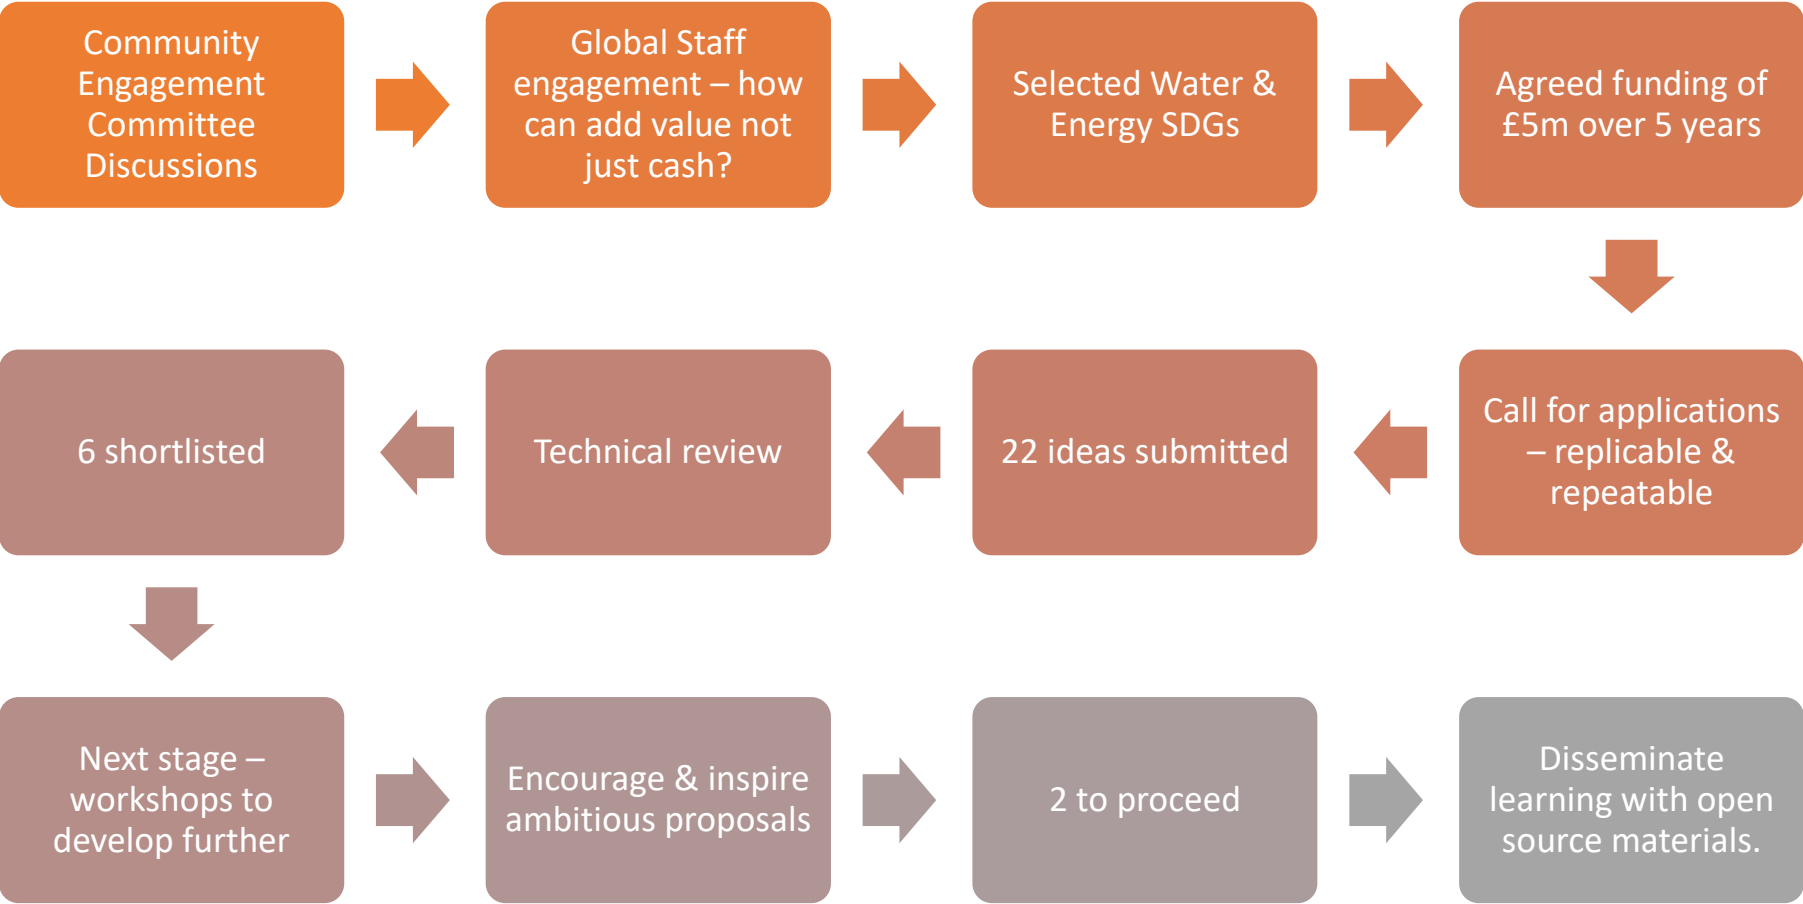 Community
Engagement
Committee
Discussions
Global Staff
engagement – how
can add value not
just cash?
Selected Water &
Energy SDGs
Agreed funding of
£5m over 5 years
Call for applications
– replicable &
repeatable
22 ideas submitted
Technical review
6 shortlisted
Next stage –
workshops to
develop further
Encourage & inspire
ambitious proposals
2 to proceed
Disseminate
learning with open
source materials.